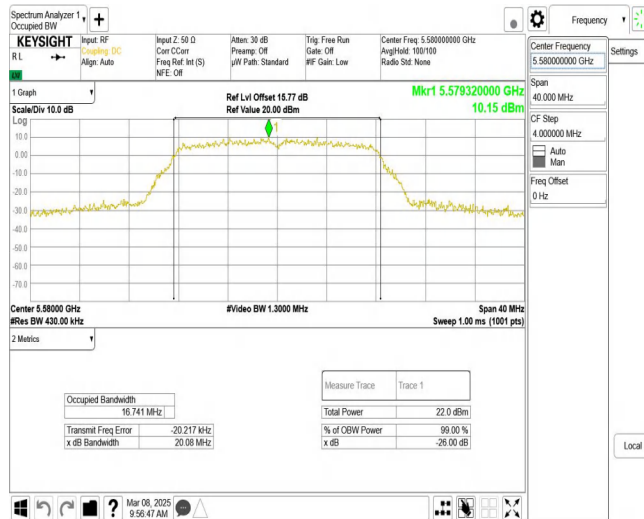 Spectrum Analyzer 1
Occupied BW
+
Frequency
KEYSIGHT
R L
Input: RF
Coupling: DC
Align: Auto
Input Z: 50 Ω
Corr CCorr
Freq Ref: Int (S)
NFE: Off
Atten: 30 dB
Preamp: Off
µW Path: Standard
Trig: Free Run
Gate: Off
#IF Gain: Low
Center Freq: 5.580000000 GHz
Avg|Hold: 100/100
Radio Std: None
Center Frequency
5.580000000 GHz
Settings
Span
40.000 MHz
CF Step
4.000000 MHz
Auto
Man
Freq Offset
0 Hz
Local
1 Graph
Scale/Div 10.0 dB
Log
Ref Lvl Offset 15.77 dB
Ref Value 20.00 dBm
Mkr1 5.579320000 GHz
10.15 dBm
1
10.0
0.00
-10.0
-20.0
-30.0
-40.0
-50.0
-60.0
-70.0
Center 5.58000 GHz
#Res BW 430.00 kHz
#Video BW 1.3000 MHz
Span 40 MHz
Sweep 1.00 ms (1001 pts)
2 Metrics
Occupied Bandwidth
16.741 MHz
Transmit Freq Error -20.217 kHz
x dB Bandwidth 20.08 MHz
Measure Trace Trace 1
Total Power 22.0 dBm
% of OBW Power 99.00 %
x dB -26.00 dB
?
Mar 08, 2025
9:56:47 AM